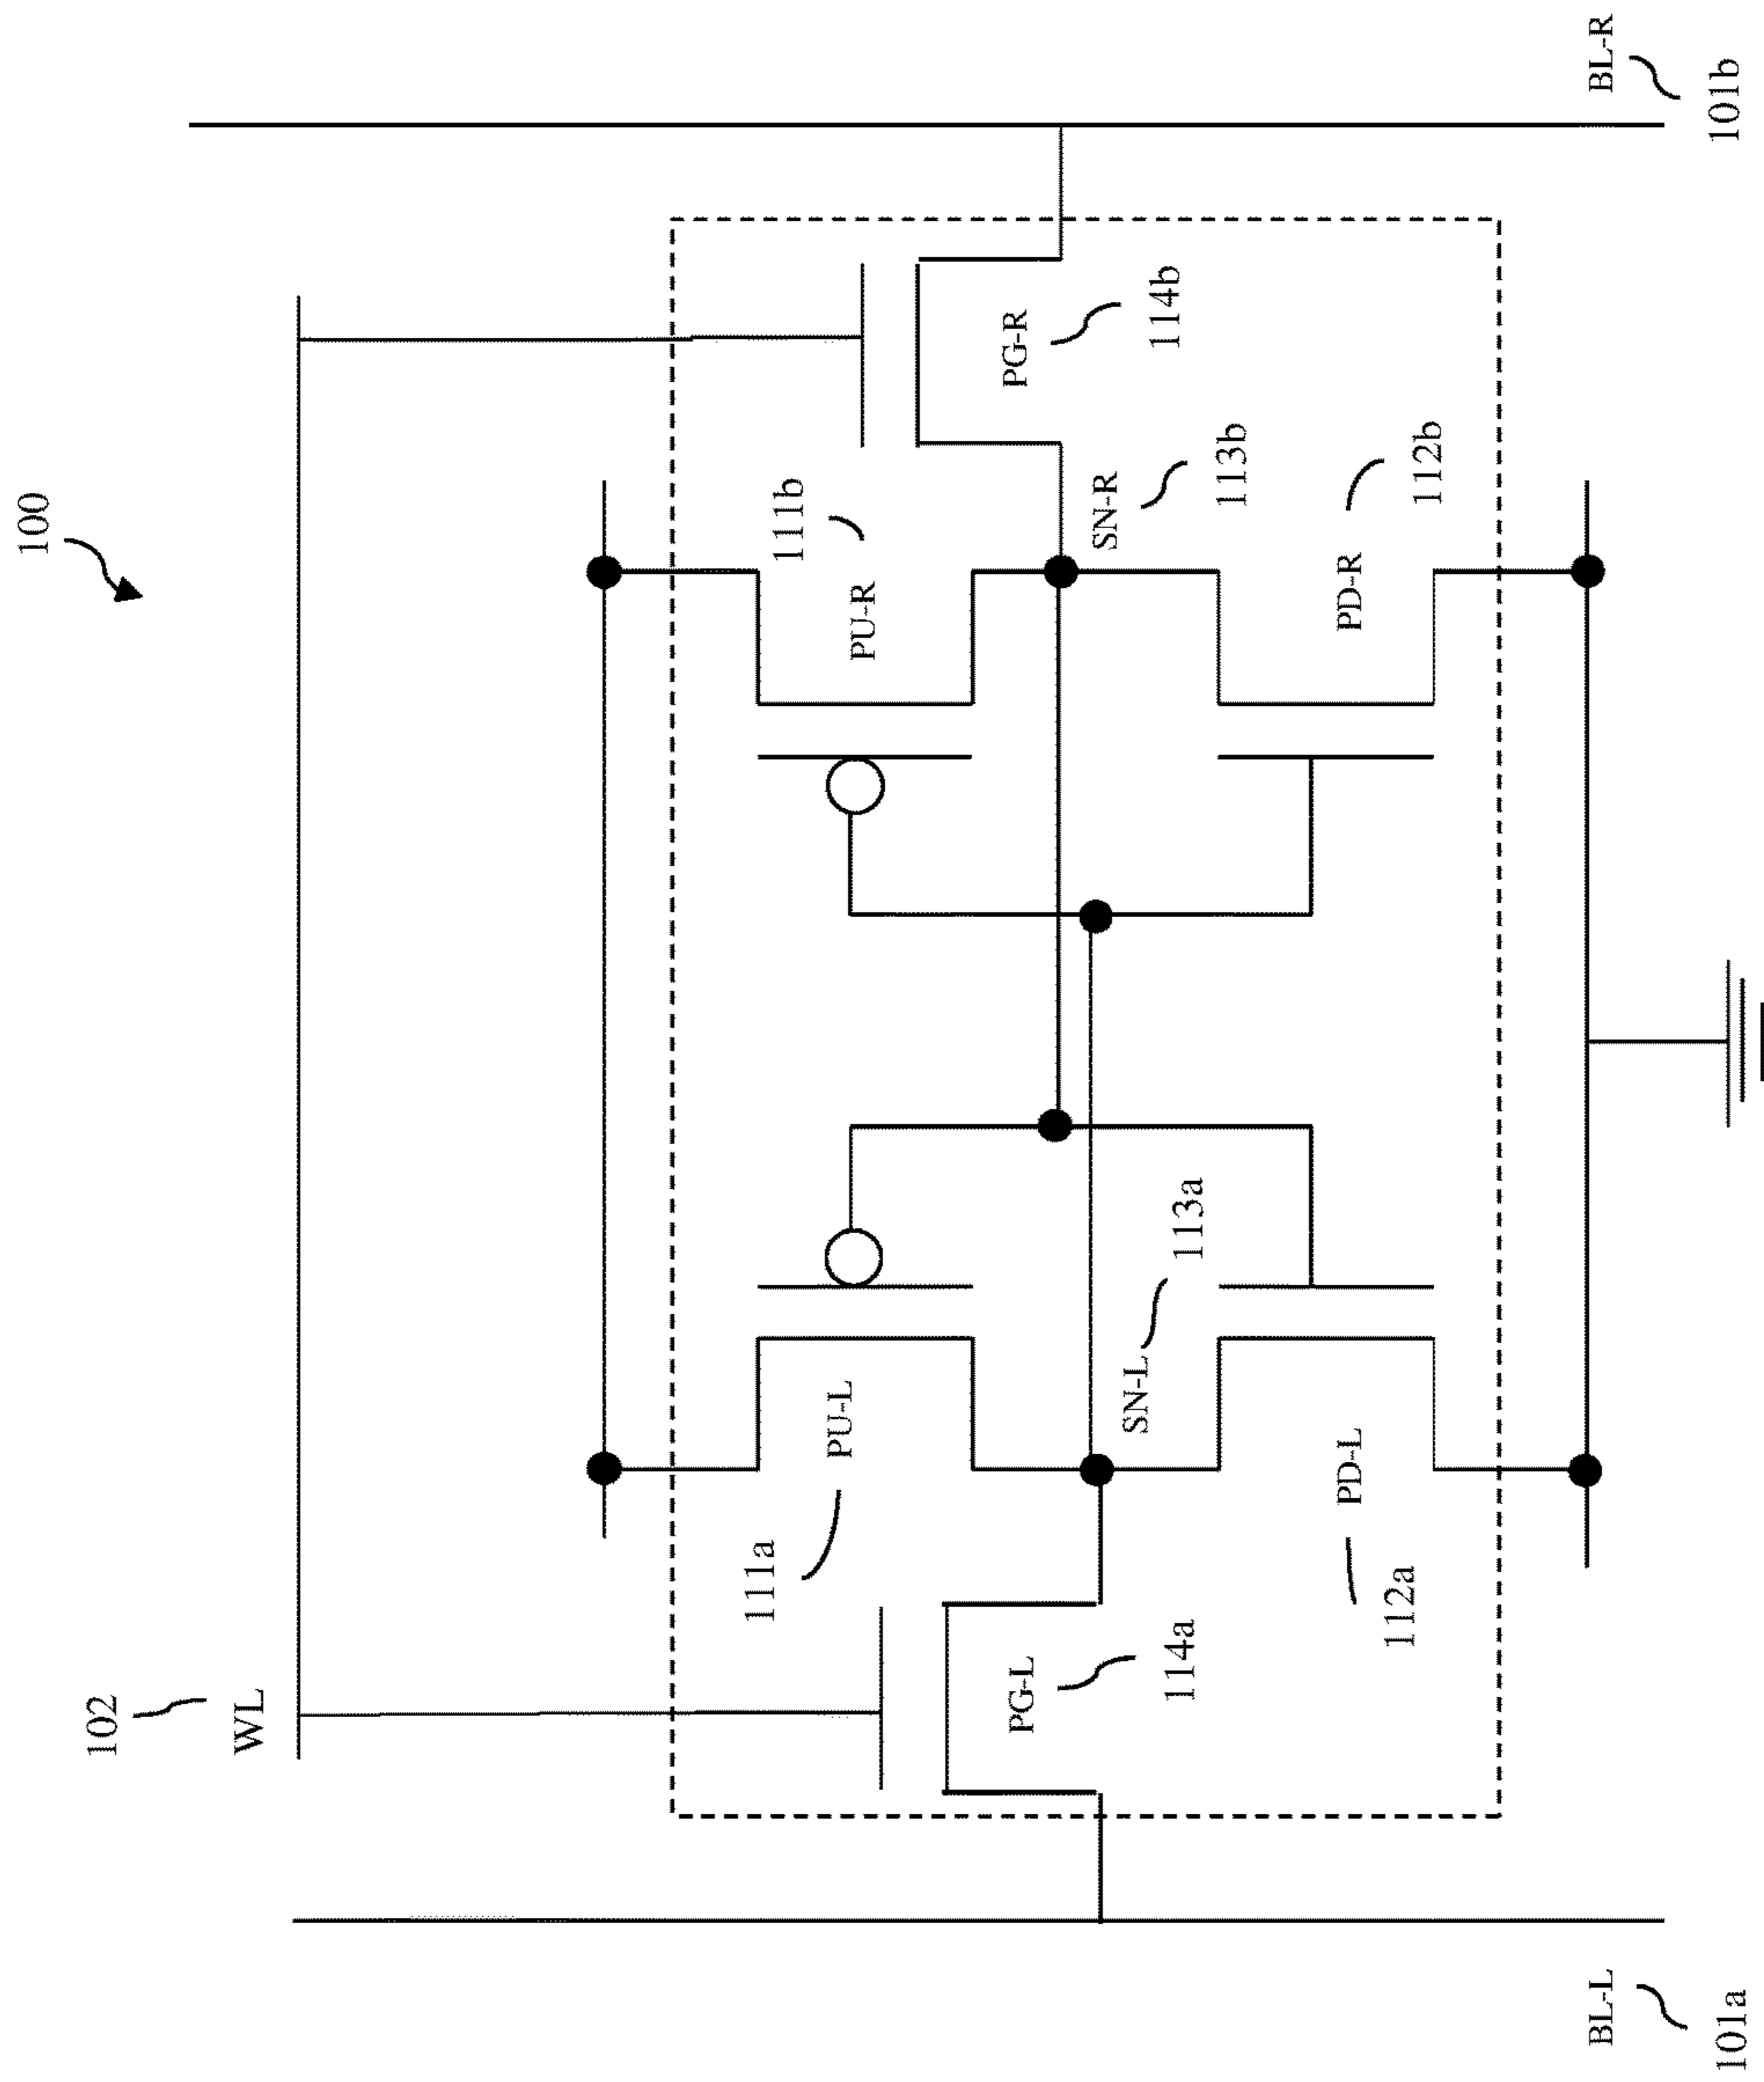 100
102
WL
111a
PU-L
PU-R
111b
PG-L
114a
PG-R
114b
SN-L
113a
SN-R
113b
PD-L
112a
PD-R
112b
BL-L
101a
BL-R
101b